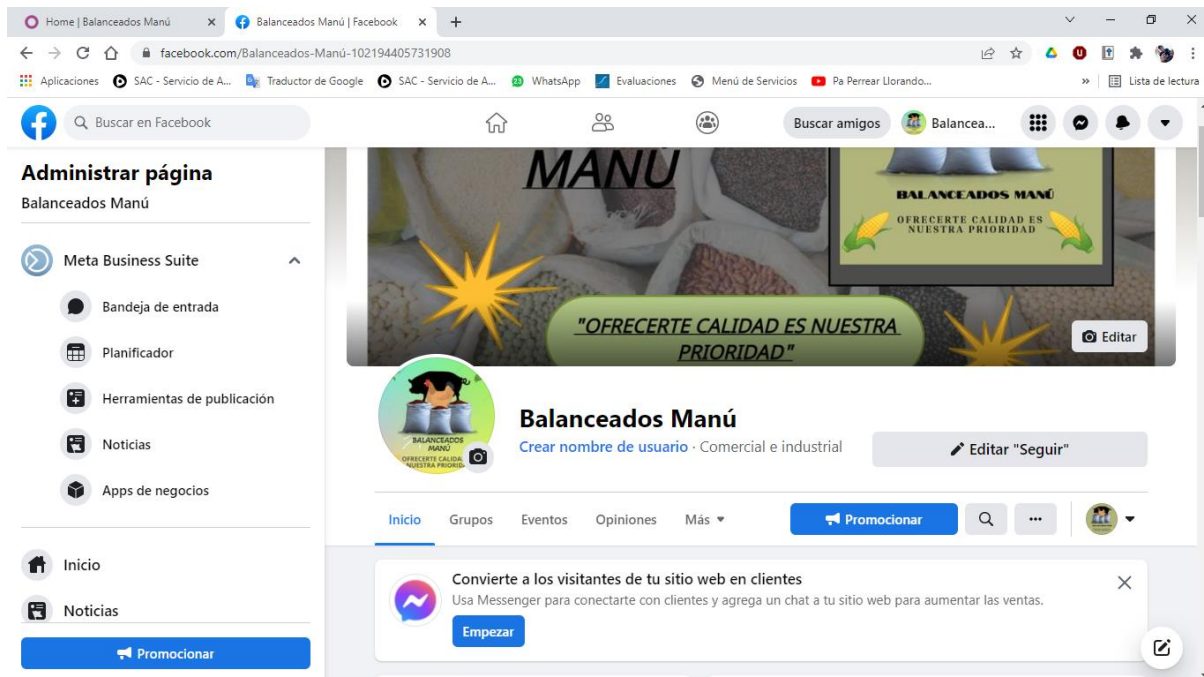 Home | Balanceados Manú
Balanceados Manú | Facebook
facebook.com/Balanceados-Manú-102194405731908
Aplicaciones
SAC - Servicio de A...
Traductor de Google
SAC - Servicio de A...
WhatsApp
Evaluaciones
Menú de Servicios
Pa Perrear Llorando...
»
Lista de lectura
Buscar en Facebook
Buscar amigos
Balancea...
Administrar página
Balanceados Manú
Meta Business Suite
Bandeja de entrada
Planificador
Herramientas de publicación
Noticias
Apps de negocios
Inicio
Noticias
Promocionar
MANÚ
BALANCEADOS MANÚ
OFRECERTE CALIDAD ES
NUESTRA PRIORIDAD
"OFRECERTE CALIDAD ES NUESTRA
PRIORIDAD"
Editar
BALANCEADOS
MANÚ
OFRECERTE CALIDA
NUESTRA PRIORID
Balanceados Manú
Crear nombre de usuario · Comercial e industrial
Editar "Seguir"
Inicio
Grupos
Eventos
Opiniones
Más
Promocionar
Convierte a los visitantes de tu sitio web en clientes
Usa Messenger para conectarte con clientes y agrega un chat a tu sitio web para aumentar las ventas.
Empezar